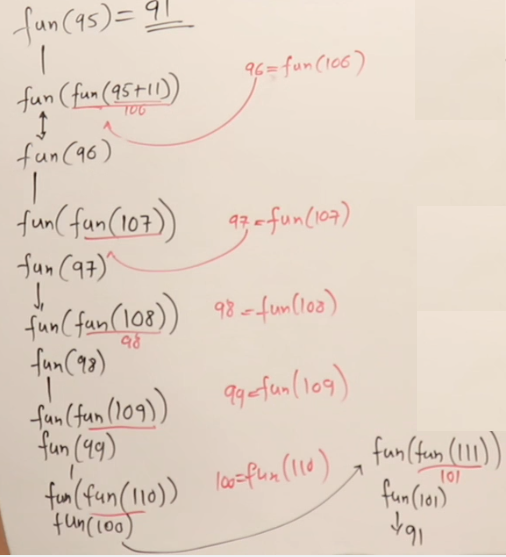 fun(95) = 91
fun(fun(95+11))
106
96=fun(106)
fun(96)
fun(fun(107))
97=fun(107)
fun(97)
fun(fun(108))
98
98=fun(108)
fun(98)
fun(fun(109))
99=fun(109)
fun(99)
fun(fun(110))
100=fun(110)
fun(100)
fun(fun(111))
101
fun(101)
91